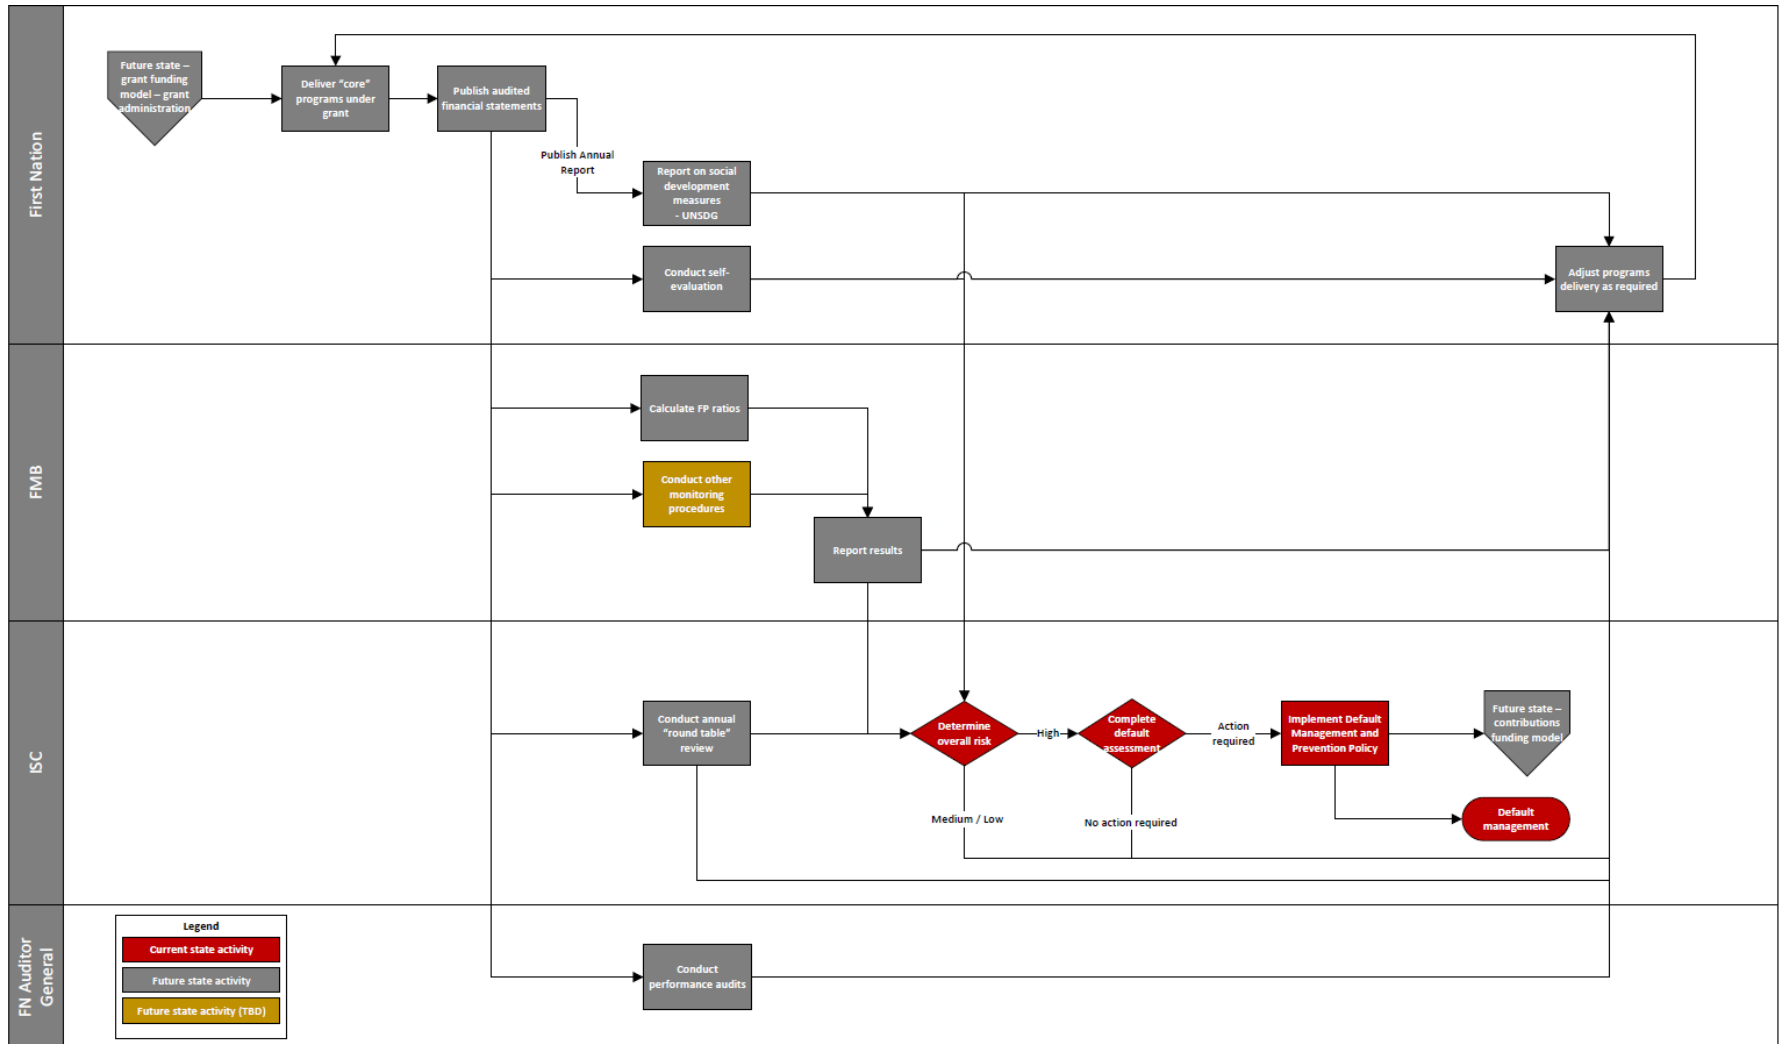 First Nation
Future state –
grant funding
model – grant
administration
Deliver “core”
programs under
grant
Publish audited
financial statements
Publish Annual
Report
Report on social
development
measures
- UNSDG
Conduct self-
evaluation
Adjust programs
delivery as required
FMB
Calculate FP ratios
Conduct other
monitoring
procedures
Report results
ISC
Conduct annual
“round table”
review
Determine
overall risk
High
Complete
default
assessment
Action
required
Implement Default
Management and
Prevention Policy
Future state –
contributions
funding model
Medium / Low
No action required
Default
management
FN Auditor
General
Legend
Current state activity
Future state activity
Future state activity (TBD)
Conduct
performance audits